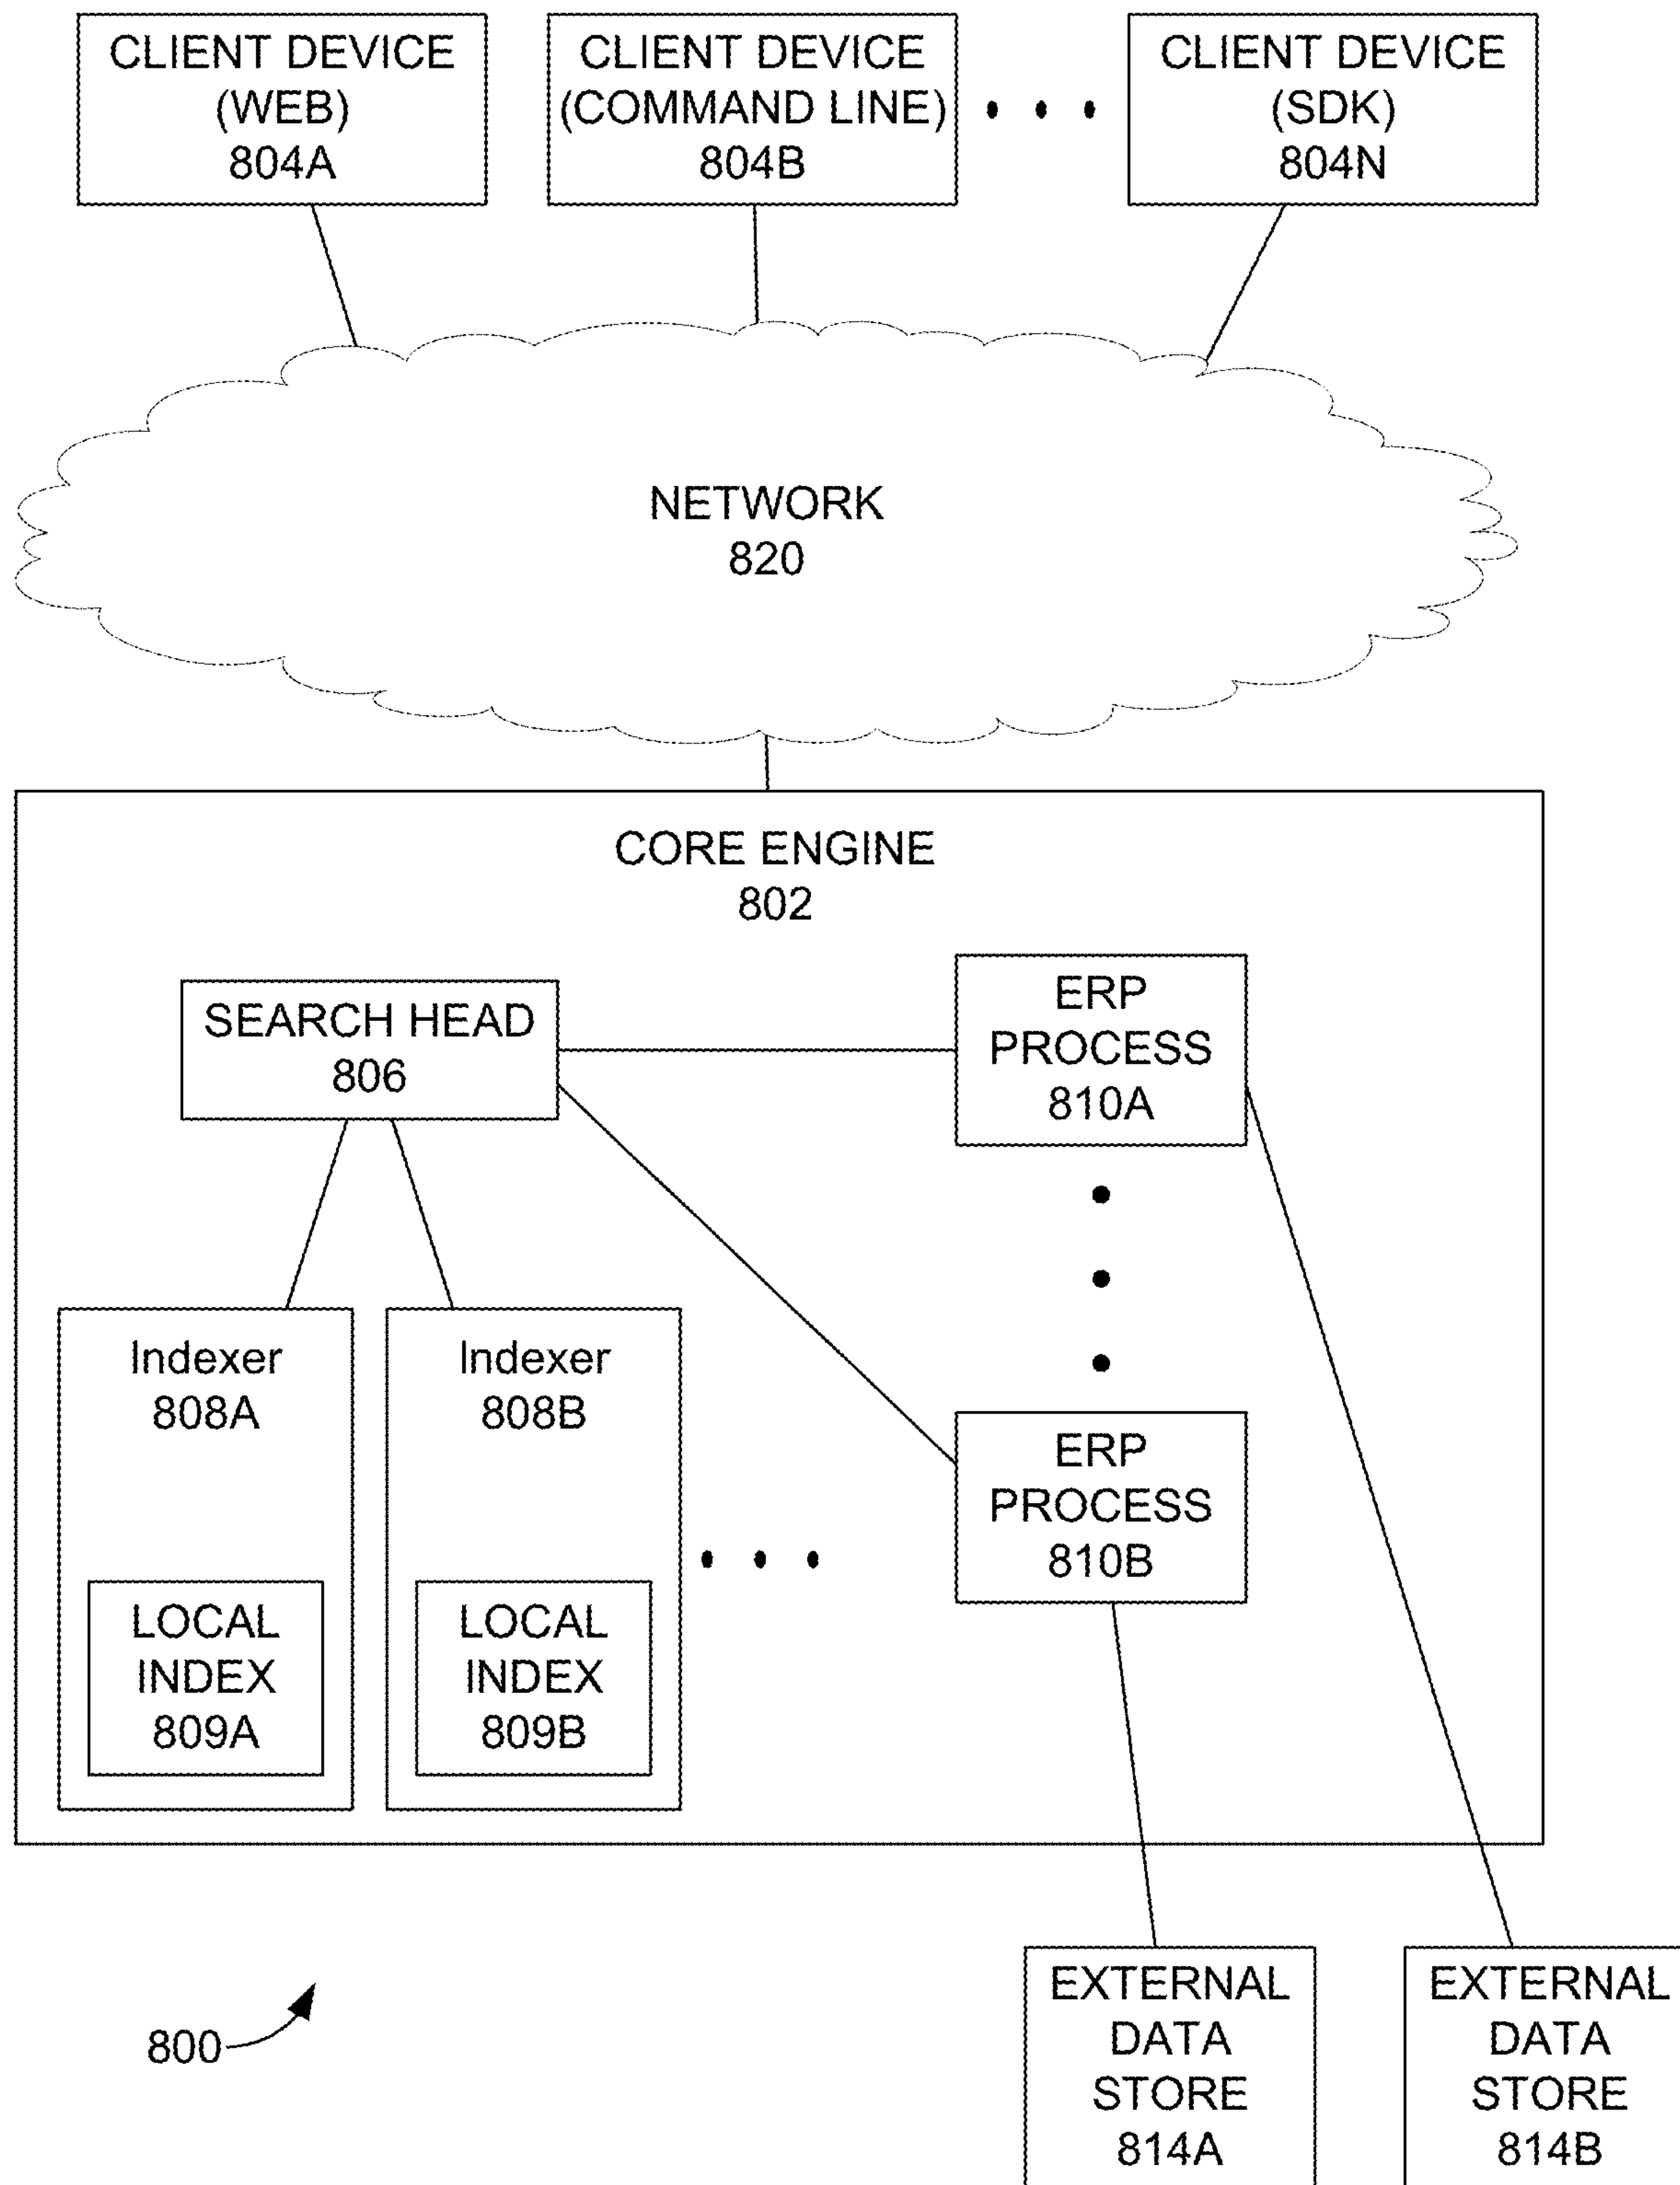 CLIENT DEVICE
(WEB)
804A
CLIENT DEVICE
(COMMAND LINE)
804B
CLIENT DEVICE
(SDK)
804N
NETWORK
820
CORE ENGINE
802
SEARCH HEAD
806
ERP
PROCESS
810A
Indexer
808A
Indexer
808B
ERP
PROCESS
810B
LOCAL
INDEX
809A
LOCAL
INDEX
809B
800
EXTERNAL
DATA
STORE
814A
EXTERNAL
DATA
STORE
814B